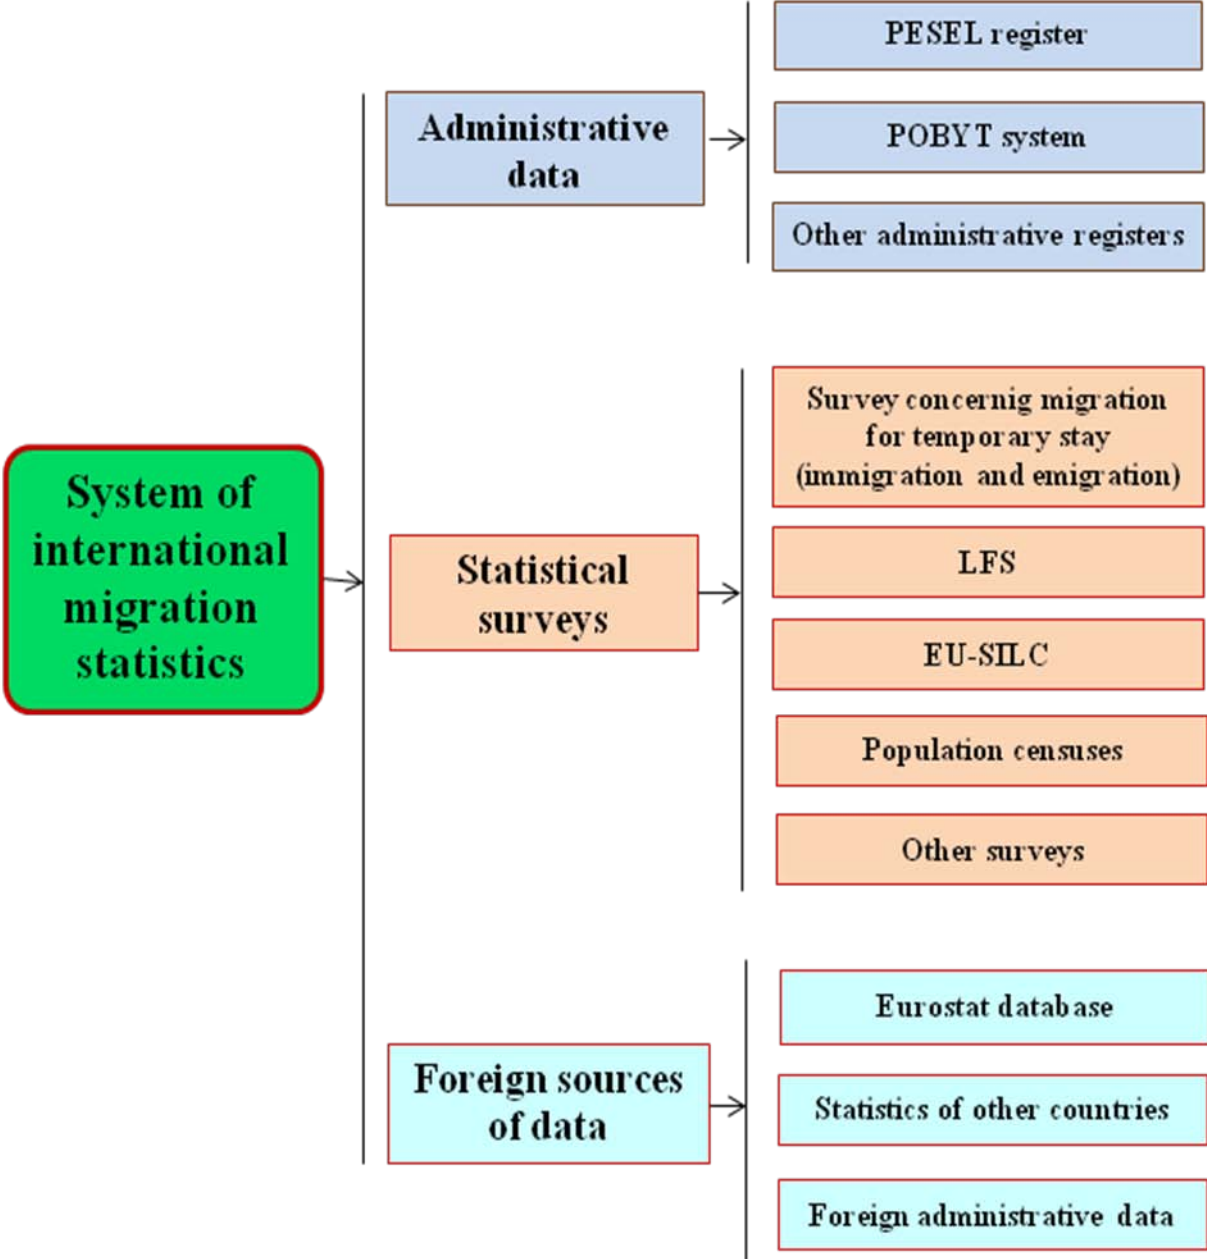 System of
international
migration
statistics
Administrative
data
PESEL register
POBYT system
Other administrative registers
Statistical
surveys
Survey concernig migration
for temporary stay
(immigration and emigration)
LFS
EU-SILC
Population censuses
Other surveys
Foreign sources
of data
Eurostat database
Statistics of other countries
Foreign administrative data